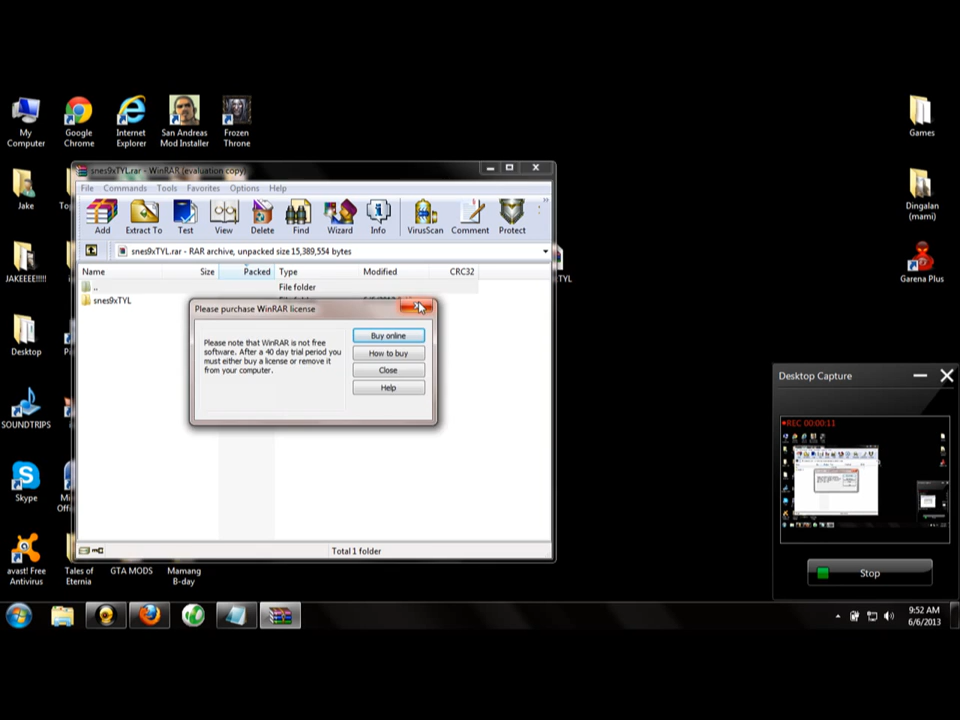 My Computer
Google Chrome
Internet Explorer
San Andreas Mod Installer
Frozen Throne
Games
snes9xTYL.rar - WinRAR (evaluation copy)
File Commands Tools Favorites Options Help
Jake
Add Extract To Test View Delete Find Wizard Info VirusScan Comment Protect
Dingalan (mami)
snes9xTYL.rar - RAR archive, unpacked size 15,389,554 bytes
Name Size Packed Type Modified CRC32
JAKEEEE!!!!
TYL
Garena Plus
.. File folder
snes9xTYL
Please purchase WinRAR license
Please note that WinRAR is not free
software. After a 40 day trial period you
must either buy a license or remove it
from your computer.
Buy online
How to buy
Close
Help
Desktop
Desktop Capture
SOUNDTRIPS
REC 00:00:11
Skype
Total 1 folder
avast! Free Antivirus
Tales of Eternia
GTA MODS
Mamang B-day
Stop
9:52 AM
6/6/2013